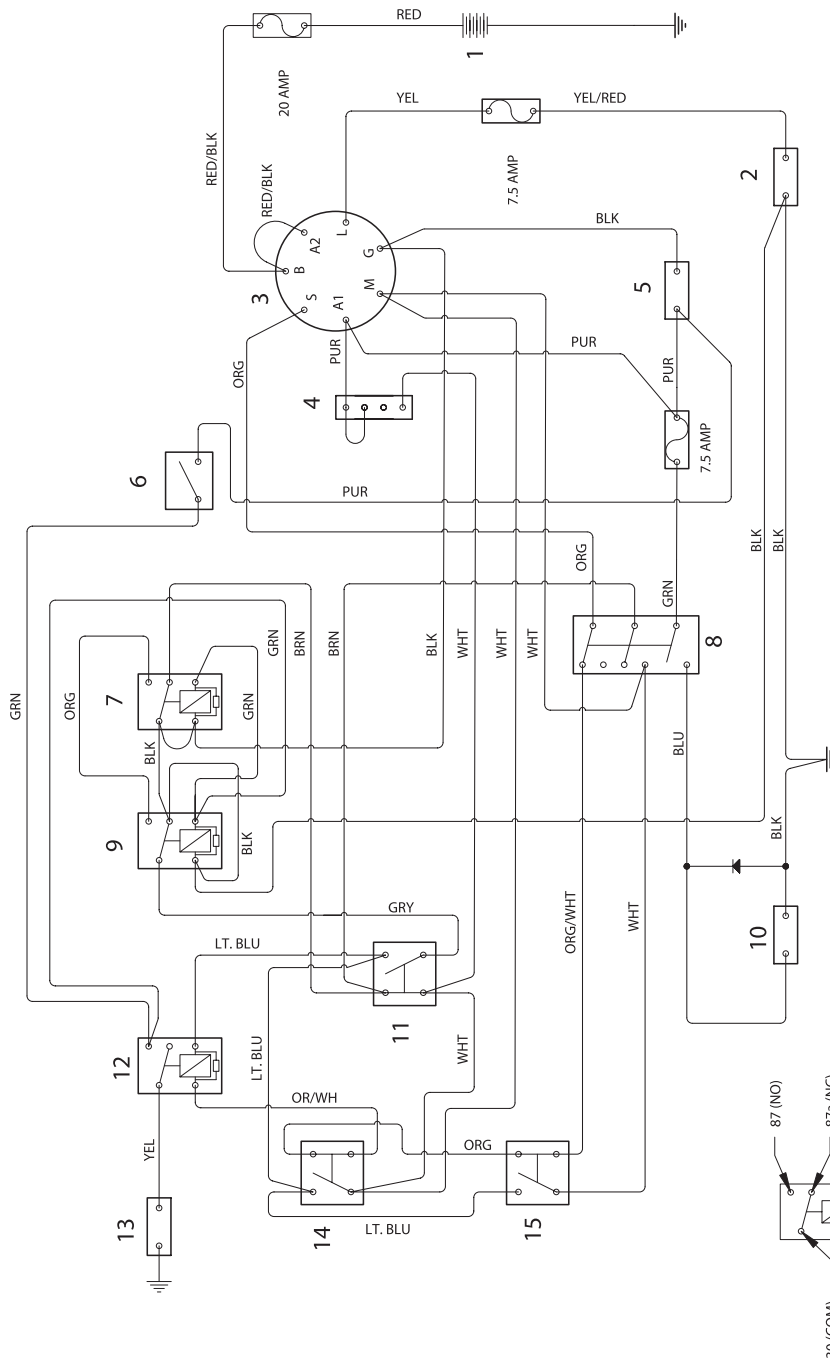 RED
1
20 AMP
YEL
YEL/RED
RED/BLK
RED/BLK
7.5 AMP
2
A2
L
B
BLK
G
3
S
M
5
A1
ORG
PUR
PUR
PUR
4
7.5 AMP
6
PUR
BLK
BLK
ORG
GRN
GRN
GRN
BRN
BRN
BLK
WHT
WHT
WHT
8
ORG
7
GRN
BLK
BLU
9
BLK
BLK
GRY
ORG/WHT
WHT
10
LT. BLU
11
12
LT. BLU
WHT
OR/WH
ORG
YEL
87 (NO)
13
14
15
LT. BLU
30 (COM)